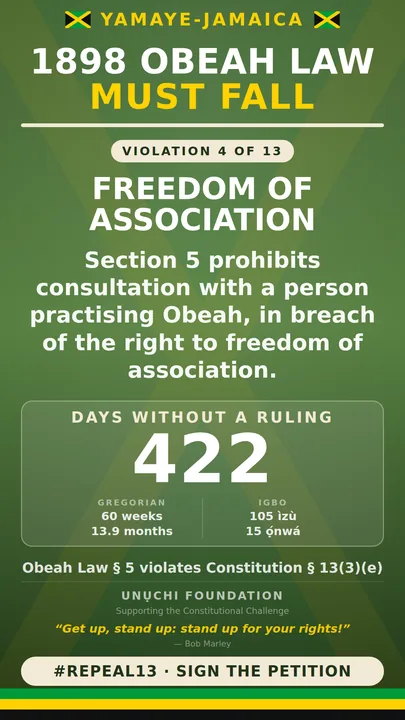 YAMAYE-JAMAICA
1898 OBEAH LAW
MUST FALL
VIOLATION 4 OF 13
FREEDOM OF
ASSOCIATION
Section 5 prohibits
consultation with a person
practising Obeah, in breach
of the right to freedom of
association.
DAYS WITHOUT A RULING
422
GREGORIAN
60 weeks
13.9 months
IGBO
105 ìzù
15 ọ́nwá
Obeah Law § 5 violates Constitution § 13(3)(e)
UNỤCHI FOUNDATION
Supporting the Constitutional Challenge
“Get up, stand up: stand up for your rights!”
— Bob Marley
#REPEAL13 · SIGN THE PETITION